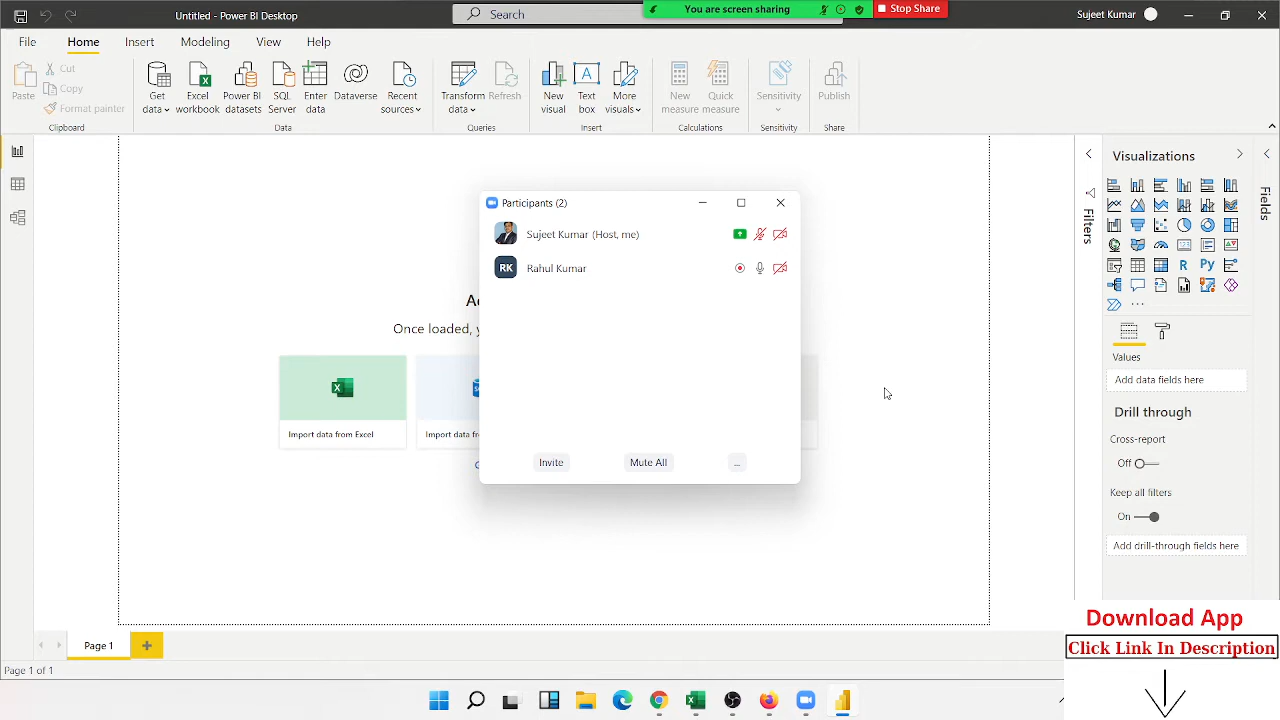 Untitled - Power BI Desktop
Search
You are screen sharing
Stop Share
Sujeet Kumar
File
Home
Insert
Modeling
View
Help
Paste
Cut
Copy
Format painter
Clipboard
Get data
Excel workbook
Power BI datasets
SQL Server
Enter data
Dataverse
Recent sources
Data
Transform data
Refresh
Queries
New visual
Text box
More visuals
Insert
New measure
Quick measure
Calculations
Sensitivity
Sensitivity
Publish
Share
Once loaded,
Import data from Excel
Participants (2)
Sujeet Kumar (Host, me)
RK
Rahul Kumar
Invite
Mute All
...
Filters
Visualizations
Fields
R
Py
Values
Add data fields here
Drill through
Cross-report
Off
Keep all filters
On
Add drill-through fields here
Page 1
Page 1 of 1
Download App
Click Link In Description